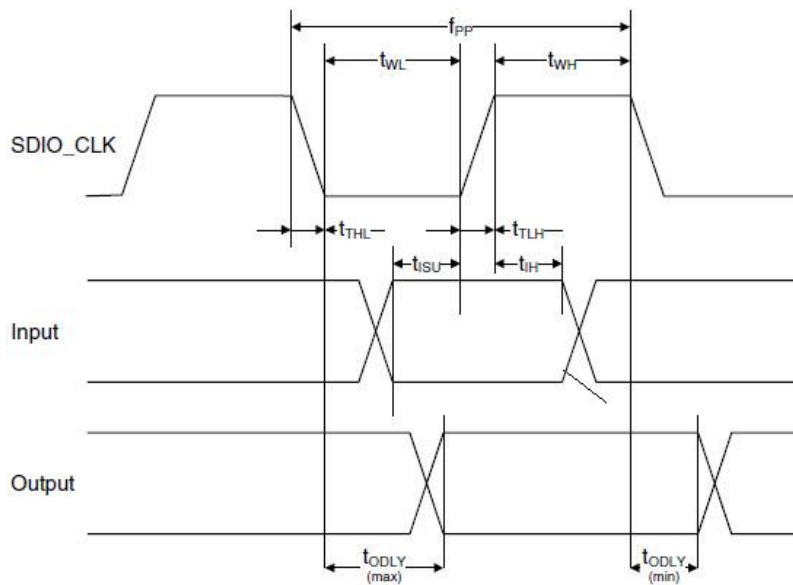 fPP
tWL
tWH
SDIO_CLK
tTHL
tTLH
tISU
tIH
Input
Output
tODLY
(max)
tODLY
(min)